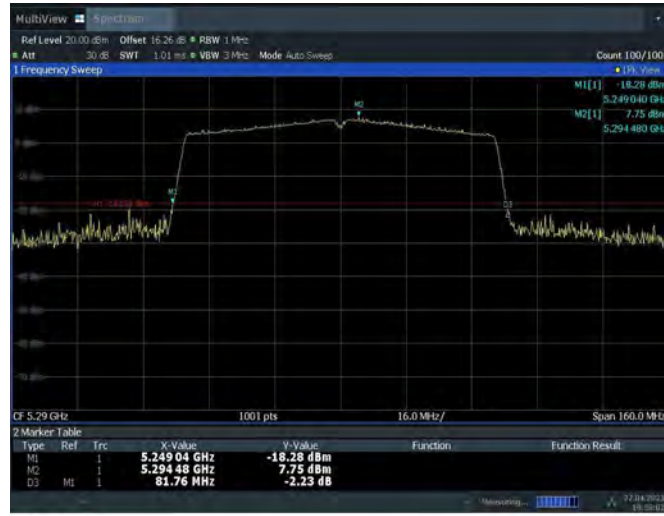 MultiView Spectrum
Ref Level 20.00 dBm Offset 16.26 dB RBW 1 MHz
Att 30 dB SWT 1.01 ms VBW 3 MHz Mode Auto Sweep Count 100/100
1 Frequency Sweep 1Pk View
M1[1] -18.28 dBm
5.249 040 GHz
M2[1] 7.75 dBm
5.294 480 GHz
M2
M1
D3
CF 5.29 GHz 1001 pts 16.0 MHz/ Span 160.0 MHz
2 Marker Table
Type Ref Trc X-Value Y-Value Function Function Result
M1 1 5.249 04 GHz -18.28 dBm
M2 1 5.294 48 GHz 7.75 dBm
D3 M1 1 81.76 MHz -2.23 dB
Measuring...